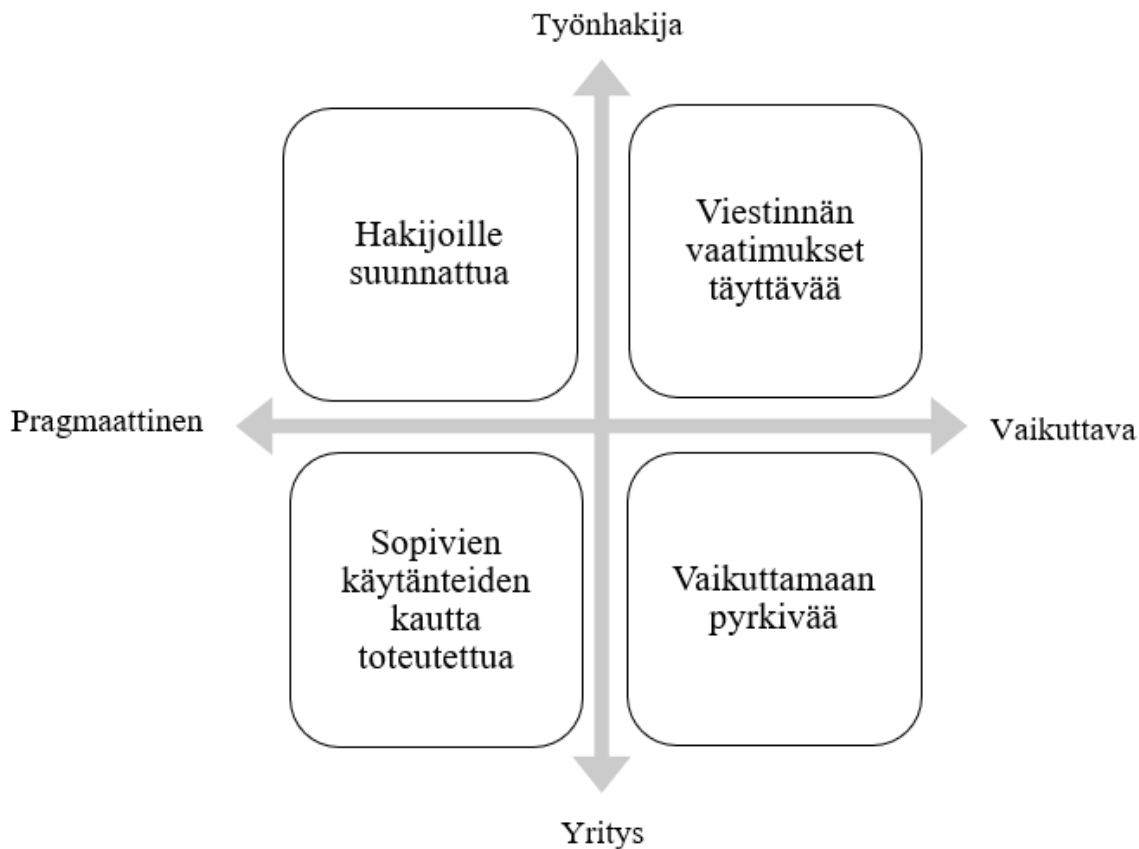 Työnhakija
Hakijoille
suunnattua
Viestinnän
vaatimukset
täyttävää
Pragmaattinen
Vaikuttava
Sopivien
käytänteiden
kautta
toteutettua
Vaikuttamaan
pyrkivää
Yritys